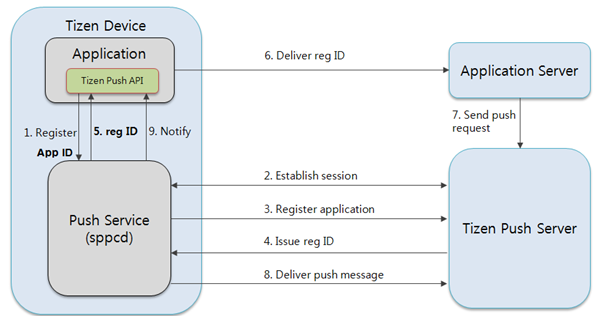 Tizen Device
Application
Tizen Push API
6. Deliver reg ID
Application Server
1. Register
App ID
5. reg ID
9. Notify
7. Send push
request
2. Establish session
3. Register application
4. Issue reg ID
8. Deliver push message
Push Service
(sppcd)
Tizen Push Server